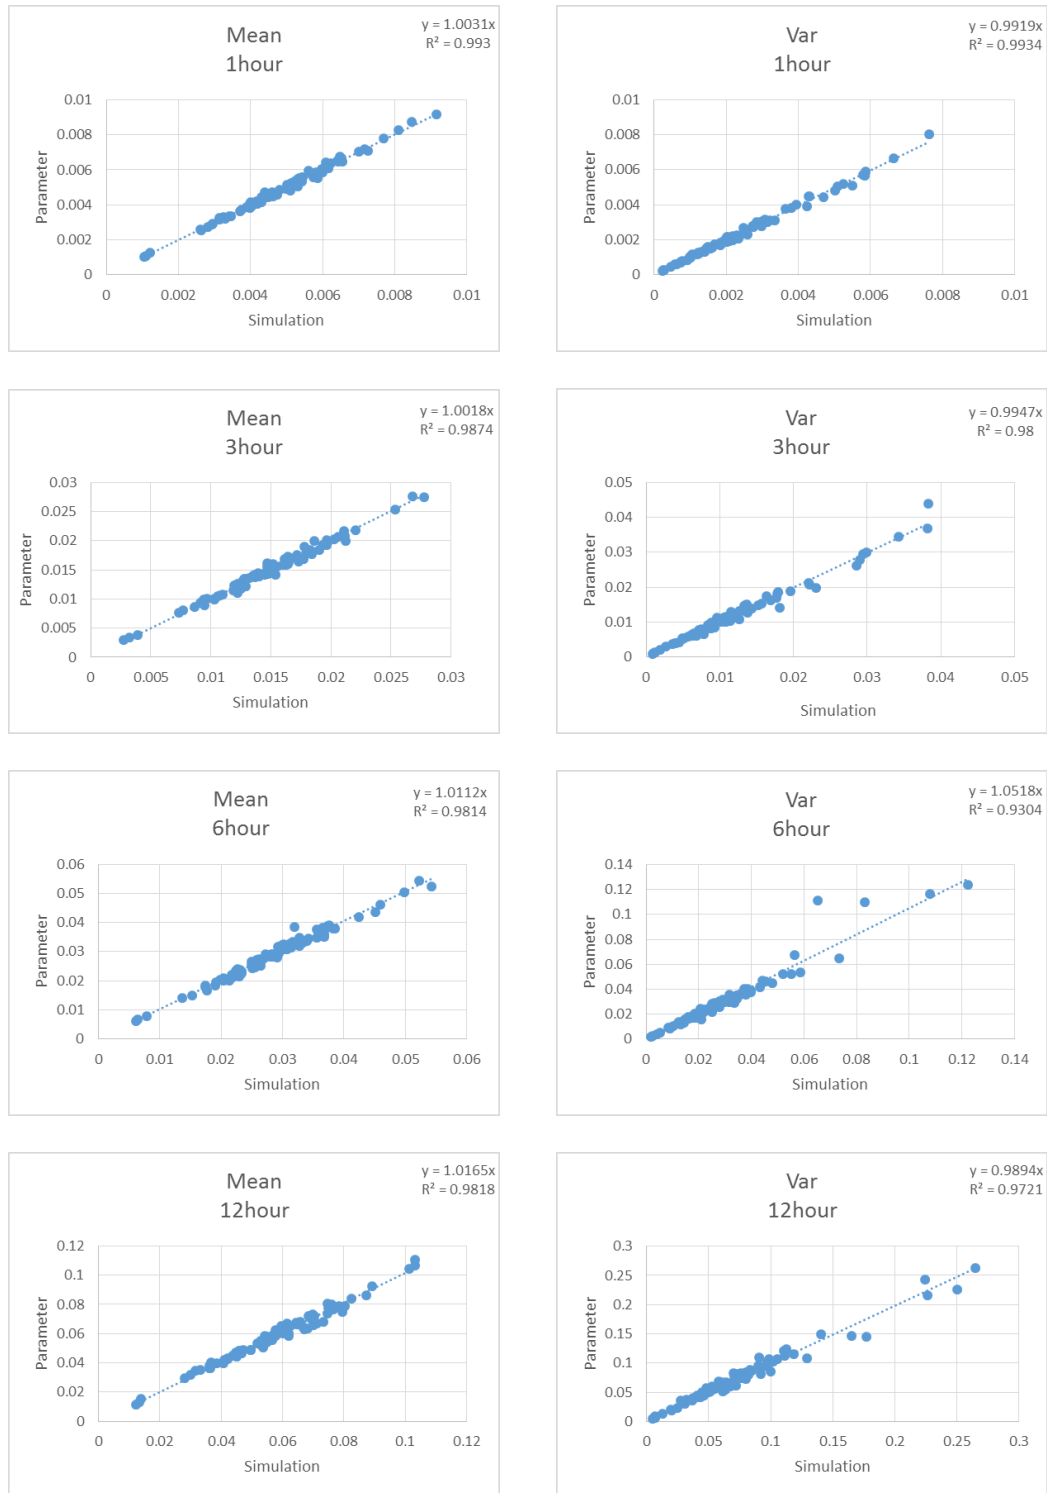 Mean
1hour
y = 1.0031x
R² = 0.993
0.01
0.008
0.006
0.004
0.002
0
Parameter
0 0.002 0.004 0.006 0.008 0.01
Simulation
Var
1hour
y = 0.9919x
R² = 0.9934
0.01
0.008
0.006
0.004
0.002
0
Parameter
0 0.002 0.004 0.006 0.008 0.01
Simulation
Mean
3hour
y = 1.0018x
R² = 0.9874
0.03
0.025
0.02
0.015
0.01
0.005
0
Parameter
0 0.005 0.01 0.015 0.02 0.025 0.03
Simulation
Var
3hour
y = 0.9947x
R² = 0.98
0.05
0.04
0.03
0.02
0.01
0
Parameter
0 0.01 0.02 0.03 0.04 0.05
Simulation
Mean
6hour
y = 1.0112x
R² = 0.9814
0.06
0.05
0.04
0.03
0.02
0.01
0
Parameter
0 0.01 0.02 0.03 0.04 0.05 0.06
Simulation
Var
6hour
y = 1.0518x
R² = 0.9304
0.14
0.12
0.1
0.08
0.06
0.04
0.02
0
Parameter
0 0.02 0.04 0.06 0.08 0.1 0.12 0.14
Simulation
Mean
12hour
y = 1.0165x
R² = 0.9818
0.12
0.1
0.08
0.06
0.04
0.02
0
Parameter
0 0.02 0.04 0.06 0.08 0.1 0.12
Simulation
Var
12hour
y = 0.9894x
R² = 0.9721
0.3
0.25
0.2
0.15
0.1
0.05
0
Parameter
0 0.05 0.1 0.15 0.2 0.25 0.3
Simulation